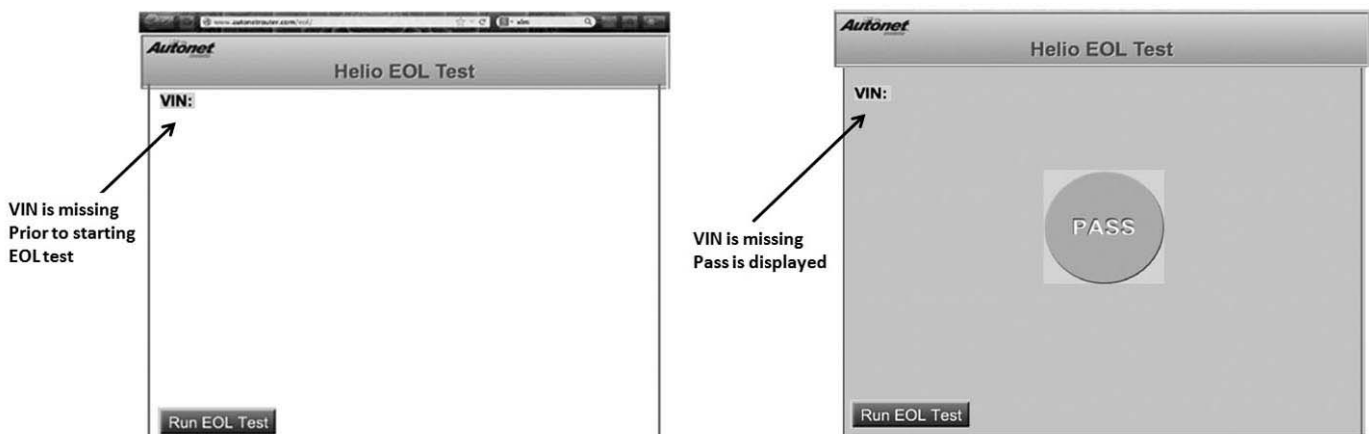 www.autonetrouter.com/eol/
Autonet
Helio EOL Test
VIN:
VIN is missing
Prior to starting
EOL test
Run EOL Test
Autonet
Helio EOL Test
VIN:
VIN is missing
Pass is displayed
PASS
Run EOL Test